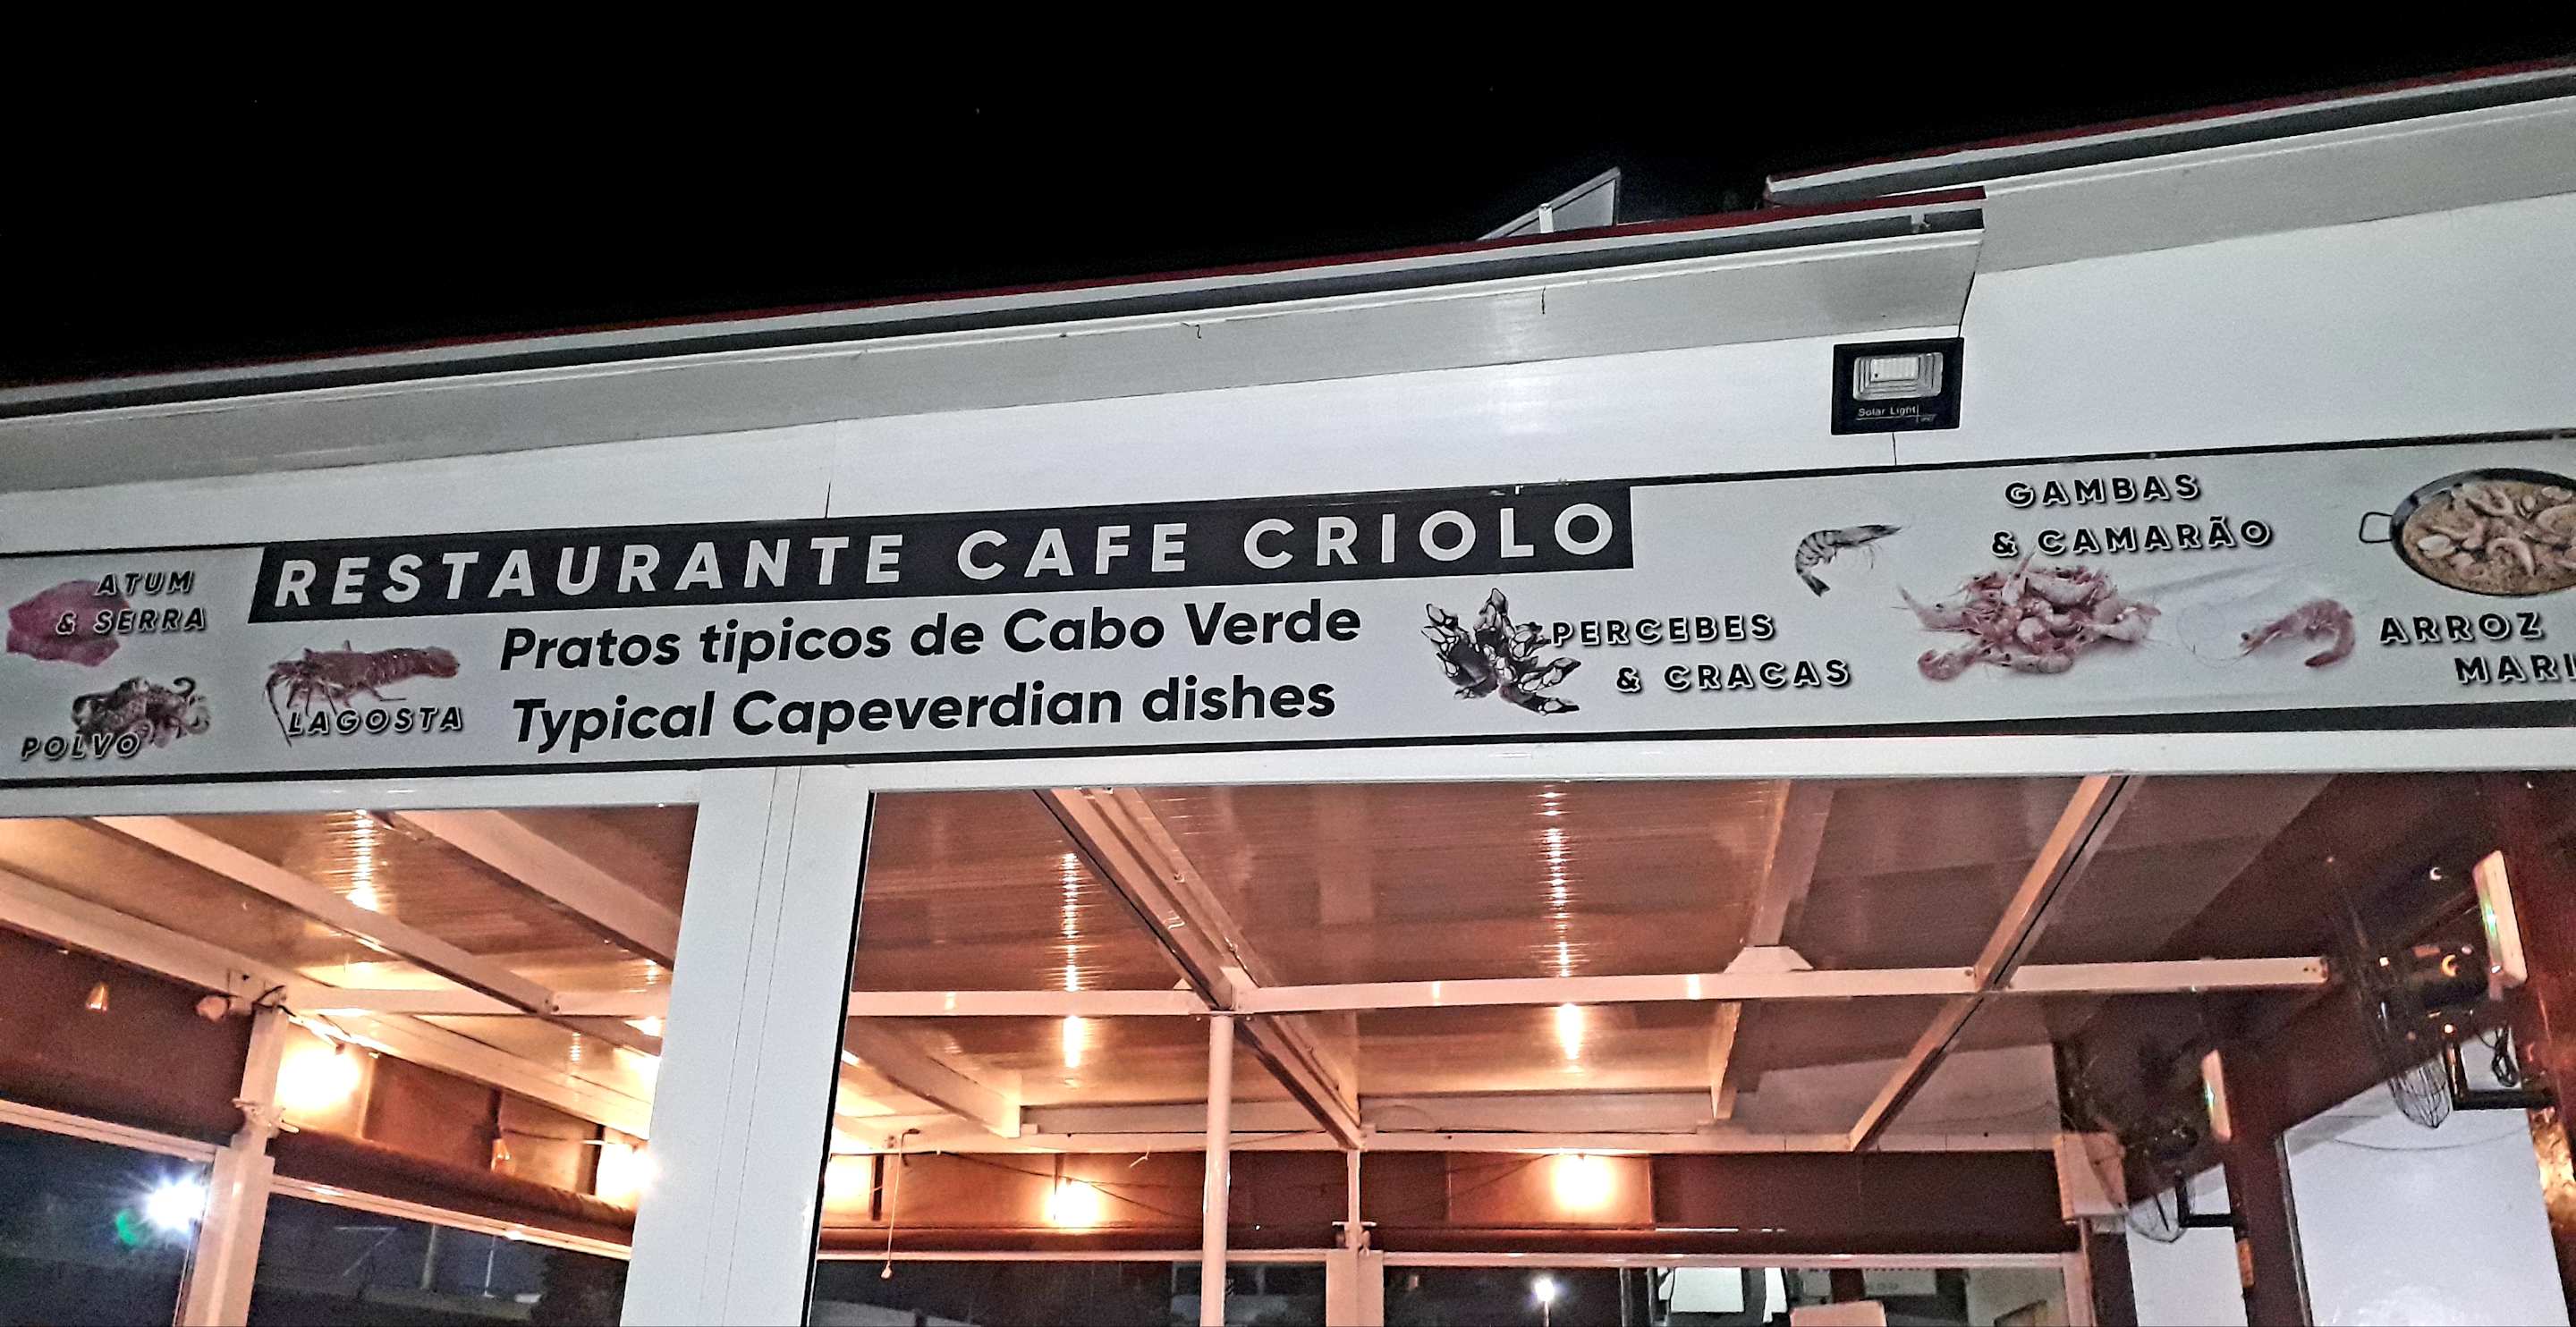 ATUM
& SERRA
POLVO
LAGOSTA
RESTAURANTE CAFE CRIOLO
Pratos tipicos de Cabo Verde
Typical Capeverdian dishes
PERCEBES
& CRACAS
GAMBAS
& CAMARÃO
ARROZ
Solar Light